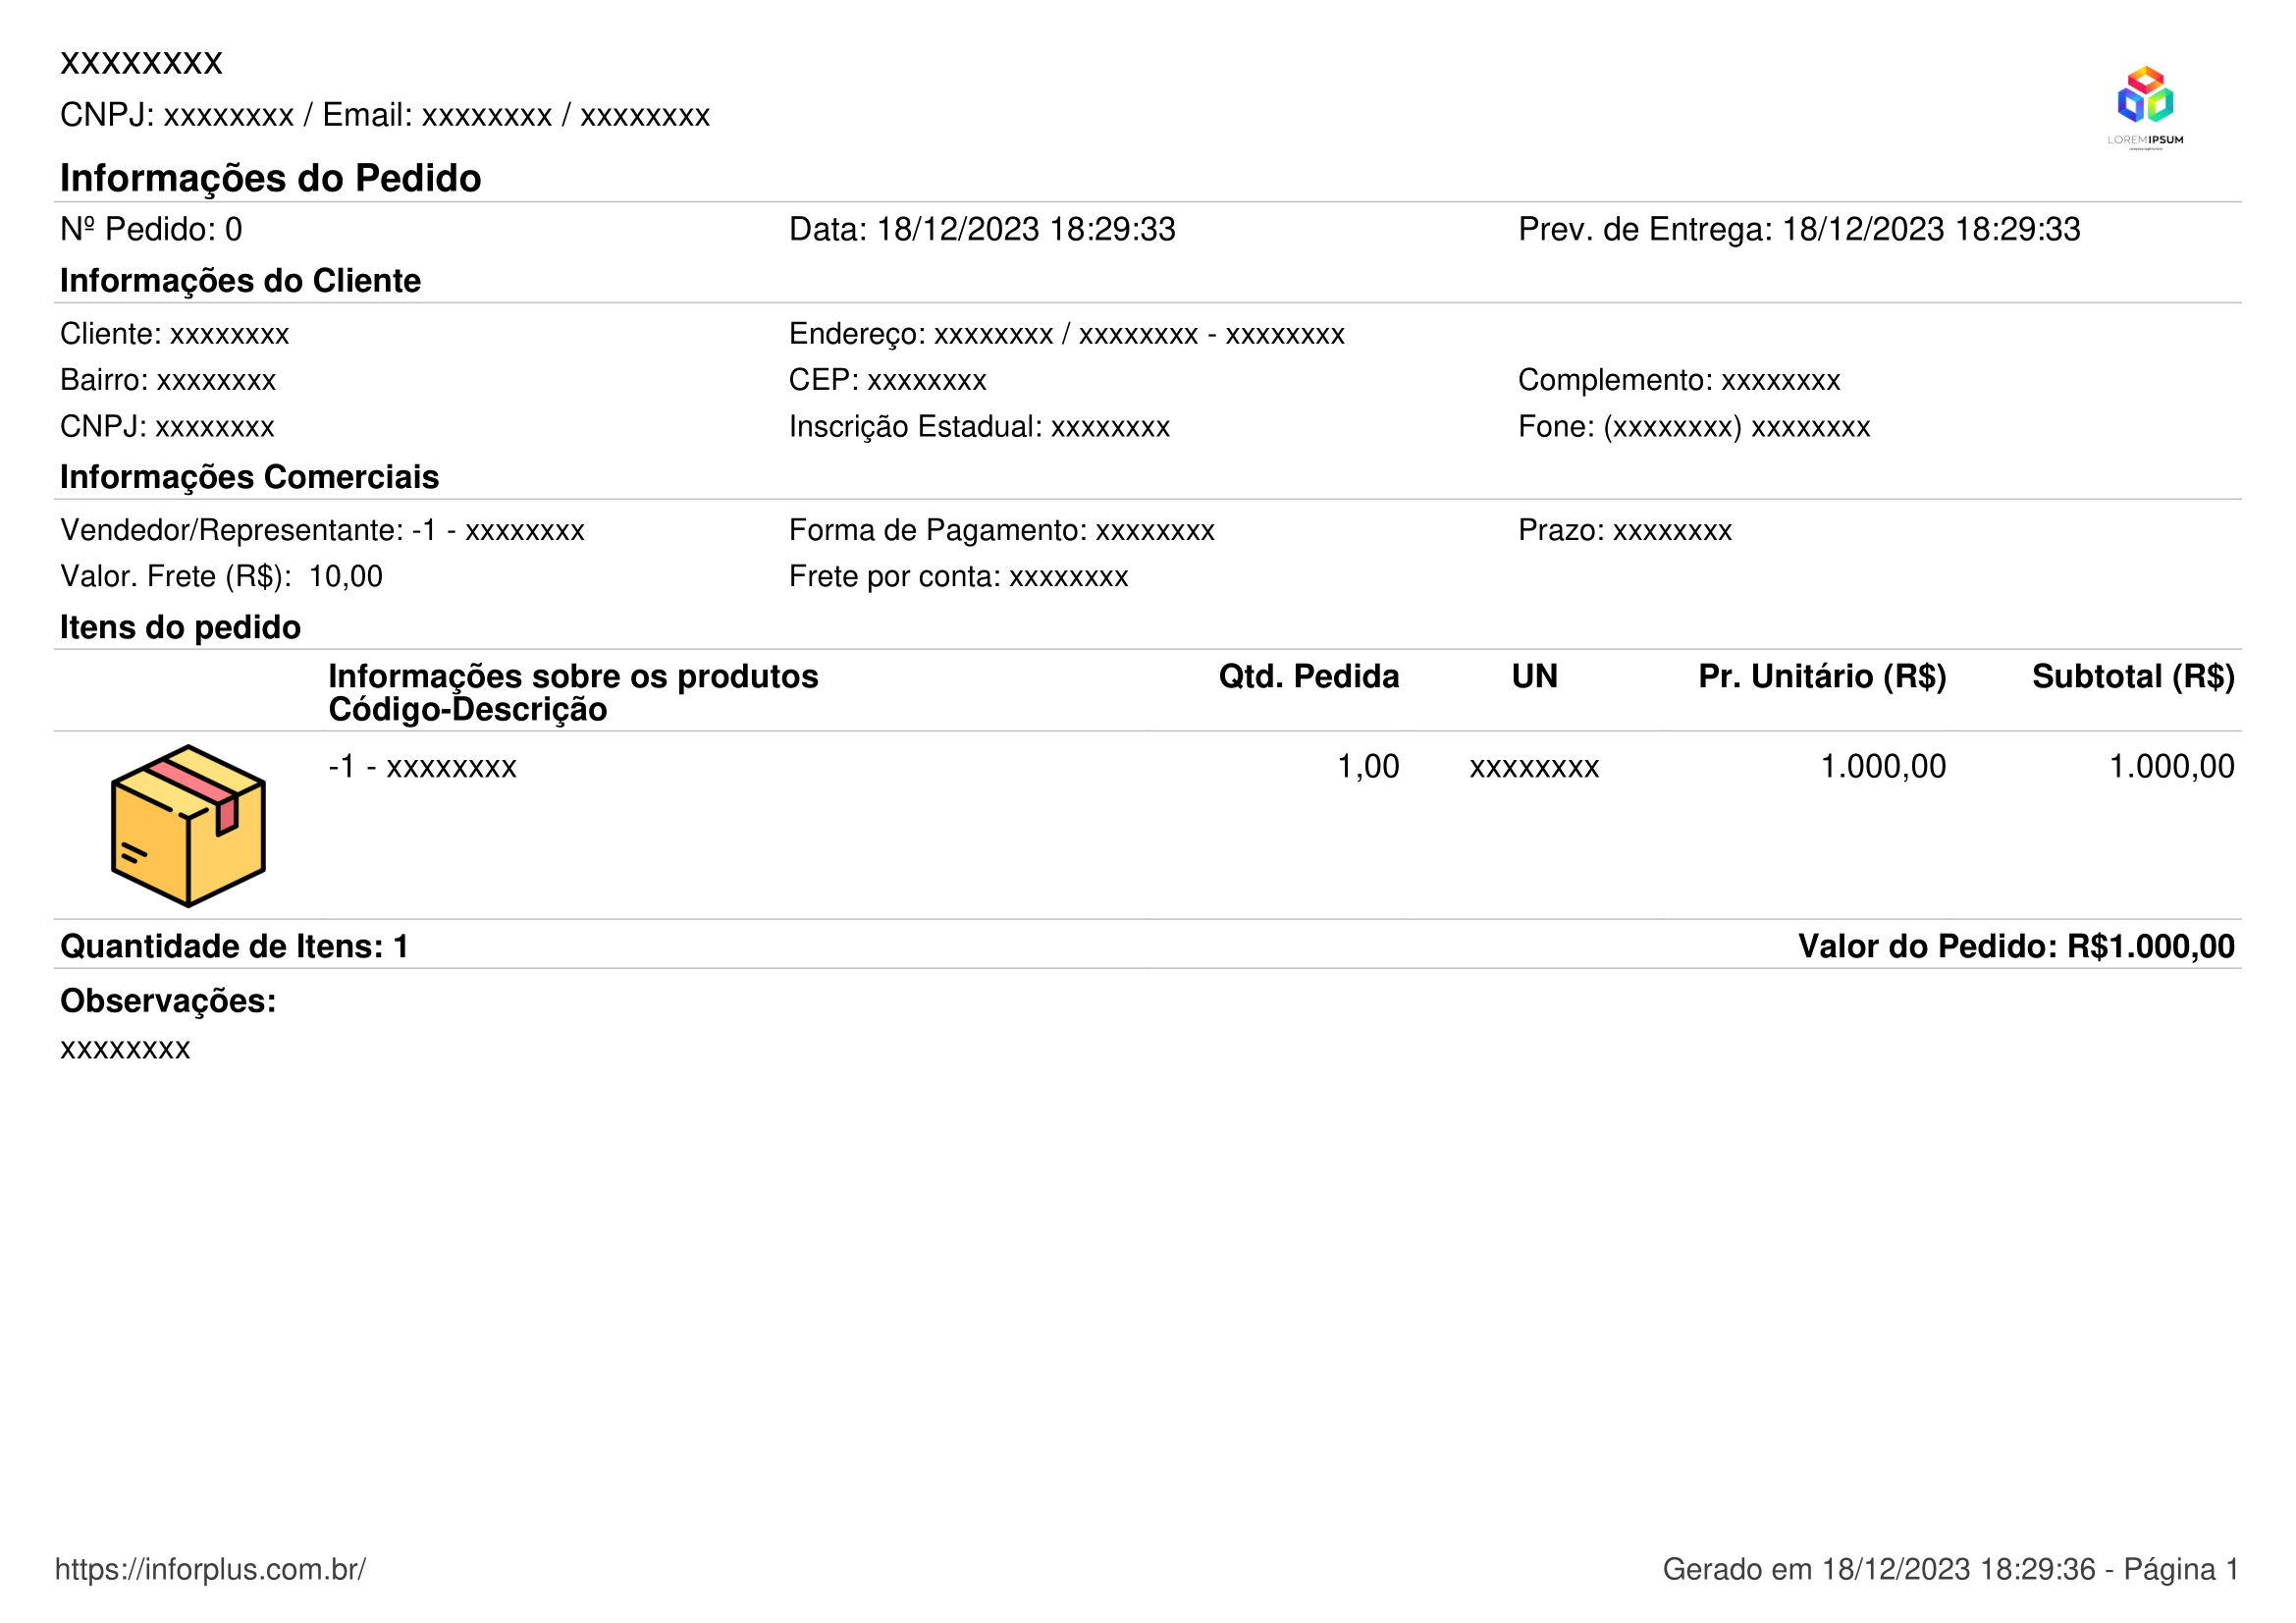 xxxxxxxx
CNPJ: xxxxxxxx / Email: xxxxxxxx / xxxxxxxx
LOREMIPSUM
Informações do Pedido
Nº Pedido: 0 Data: 18/12/2023 18:29:33 Prev. de Entrega: 18/12/2023 18:29:33
Informações do Cliente
Cliente: xxxxxxxx Endereço: xxxxxxxx / xxxxxxxx - xxxxxxxx
Bairro: xxxxxxxx CEP: xxxxxxxx Complemento: xxxxxxxx
CNPJ: xxxxxxxx Inscrição Estadual: xxxxxxxx Fone: (xxxxxxxx) xxxxxxxx
Informações Comerciais
Vendedor/Representante: -1 - xxxxxxxx Forma de Pagamento: xxxxxxxx Prazo: xxxxxxxx
Valor. Frete (R$):  10,00 Frete por conta: xxxxxxxx
Itens do pedido
Informações sobre os produtos Qtd. Pedida UN Pr. Unitário (R$) Subtotal (R$)
Código-Descrição
-1 - xxxxxxxx 1,00 xxxxxxxx 1.000,00 1.000,00
Quantidade de Itens: 1 Valor do Pedido: R$1.000,00
Observações:
xxxxxxxx
https://inforplus.com.br/ Gerado em 18/12/2023 18:29:36 - Página 1